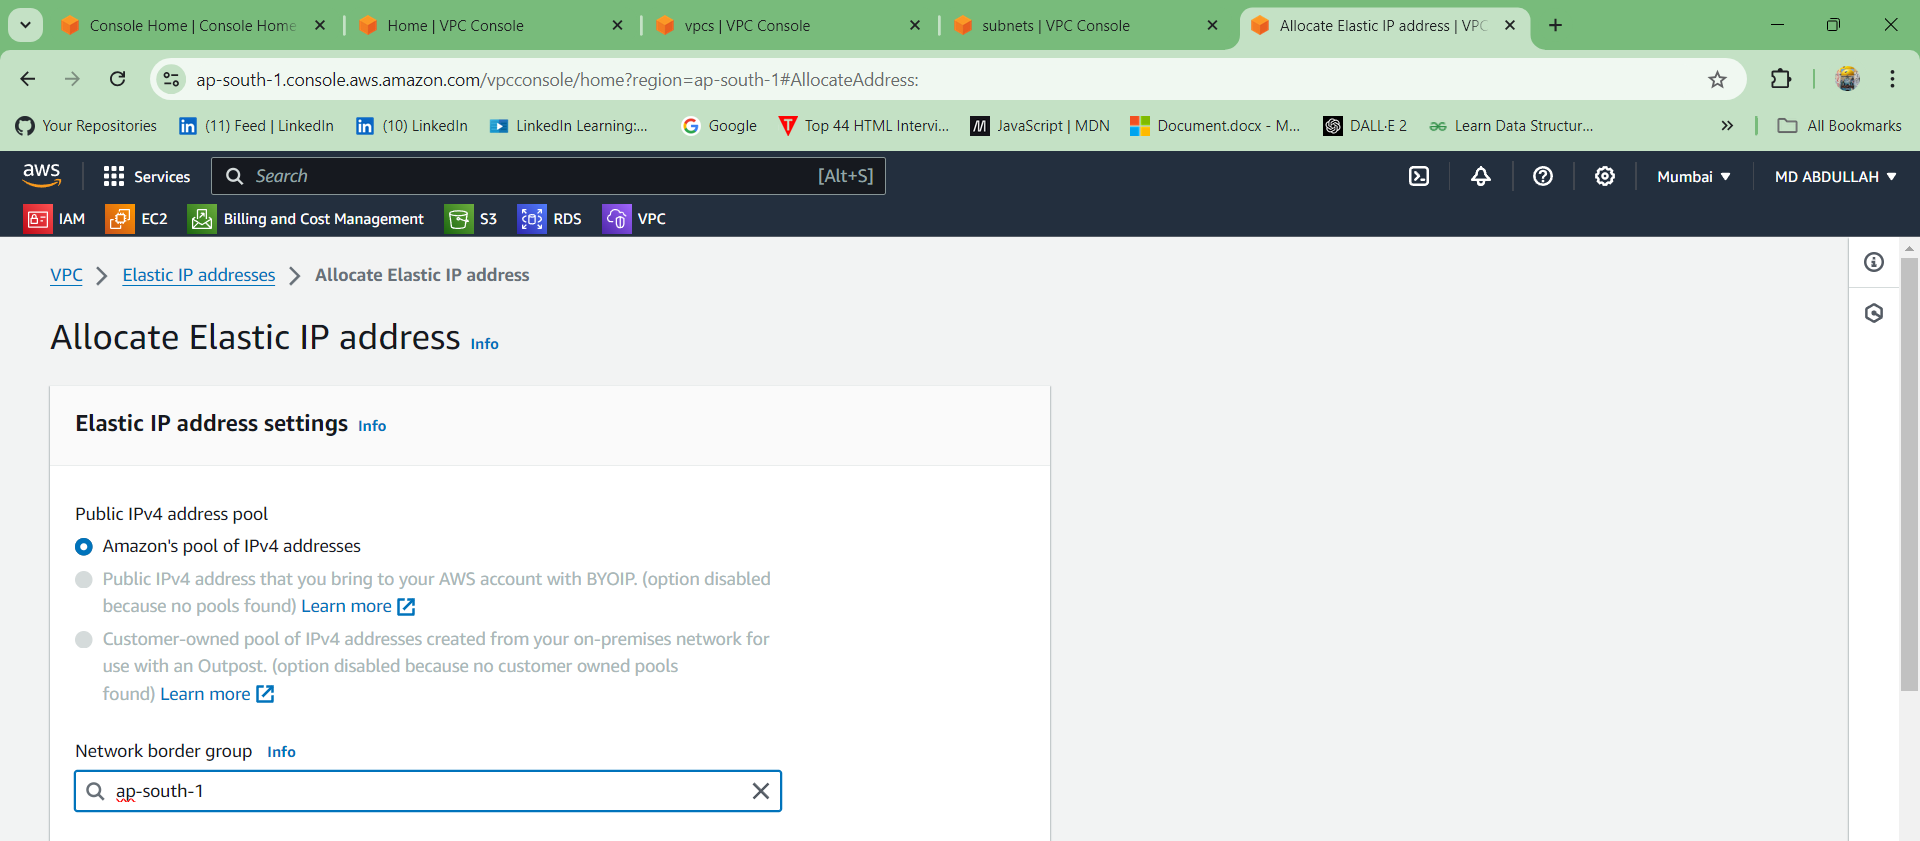 Console Home | Console Home
Home | VPC Console
vpcs | VPC Console
subnets | VPC Console
Allocate Elastic IP address | VPC
ap-south-1.console.aws.amazon.com/vpcconsole/home?region=ap-south-1#AllocateAddress:
Your Repositories
(11) Feed | LinkedIn
(10) LinkedIn
LinkedIn Learning:...
Google
Top 44 HTML Intervi...
JavaScript | MDN
Document.docx - M...
DALL·E 2
Learn Data Structur...
All Bookmarks
aws
Services
Search
[Alt+S]
Mumbai
MD ABDULLAH
IAM
EC2
Billing and Cost Management
S3
RDS
VPC
VPC > Elastic IP addresses > Allocate Elastic IP address
Allocate Elastic IP address Info
Elastic IP address settings Info
Public IPv4 address pool
Amazon's pool of IPv4 addresses
Public IPv4 address that you bring to your AWS account with BYOIP. (option disabled
because no pools found) Learn more
Customer-owned pool of IPv4 addresses created from your on-premises network for
use with an Outpost. (option disabled because no customer owned pools
found) Learn more
Network border group Info
ap-south-1